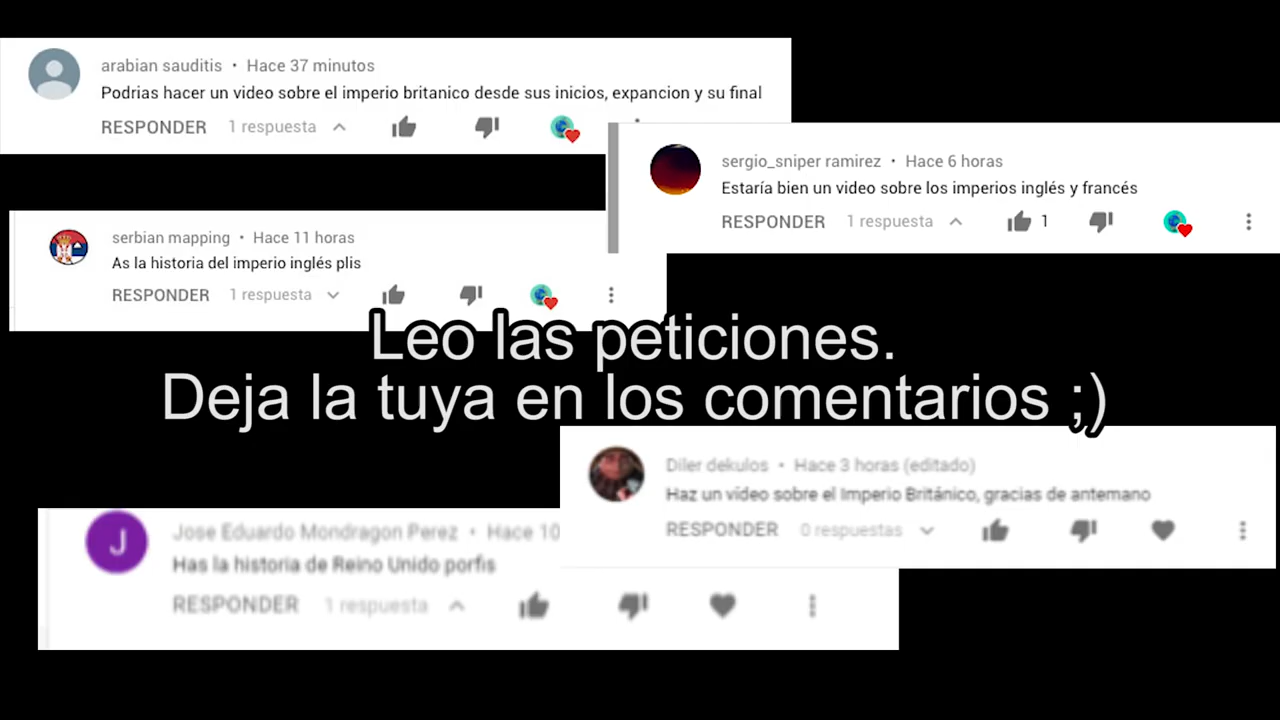 arabian sauditis • Hace 37 minutos
Podrias hacer un video sobre el imperio britanico desde sus inicios, expancion y su final
RESPONDER 1 respuesta
sergio_sniper ramirez • Hace 6 horas
Estaría bien un video sobre los imperios inglés y francés
RESPONDER 1 respuesta 1
serbian mapping • Hace 11 horas
As la historia del imperio inglés plis
RESPONDER 1 respuesta
Leo las peticiones.
Deja la tuya en los comentarios ;)
Diler dekulos • Hace 3 horas (editado)
Haz un vídeo sobre el Imperio Británico, gracias de antemano
RESPONDER 0 respuestas
J
Jose Eduardo Mondragon Perez • Hace 10
Has la historia de Reino Unido porfis
RESPONDER 1 respuesta